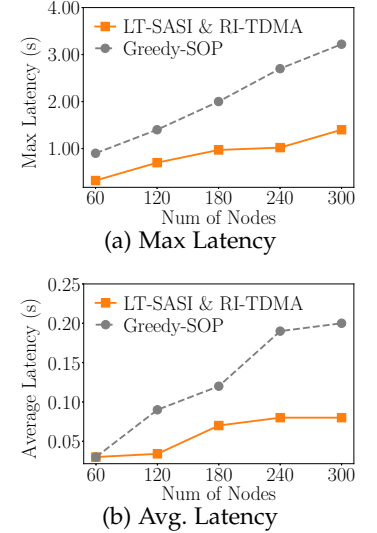 4.00
3.00
2.00
1.00
Max Latency (s)
LT-SASI & RI-TDMA
Greedy-SOP
60 120 180 240 300
Num of Nodes
(a) Max Latency
0.25
0.20
0.15
0.10
0.05
Average Latency (s)
LT-SASI & RI-TDMA
Greedy-SOP
60 120 180 240 300
Num of Nodes
(b) Avg. Latency